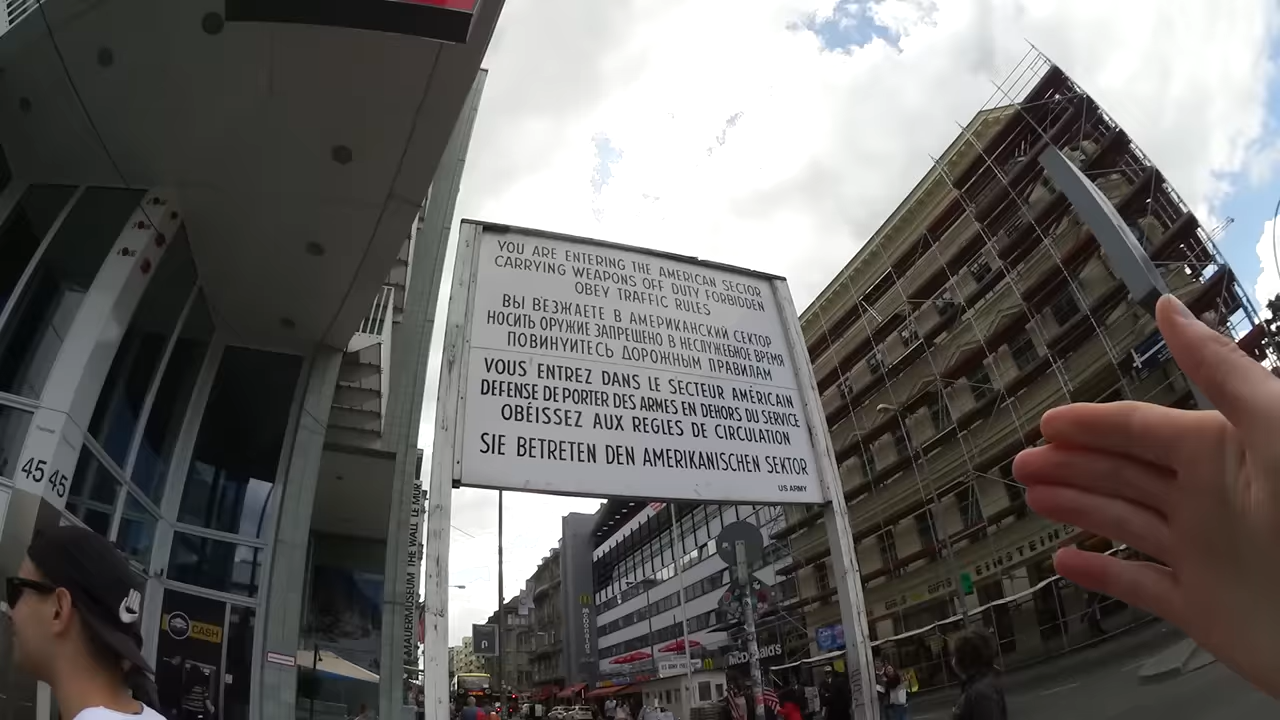 YOU ARE ENTERING THE AMERICAN SECTOR
CARRYING WEAPONS OFF DUTY FORBIDDEN
OBEY TRAFFIC RULES
ВЫ ВЪЕЗЖАЕТЕ В АМЕРИКАНСКИЙ СЕКТОР
НОСИТЬ ОРУЖИЕ ЗАПРЕЩЕНО В НЕСЛУЖЕБНОЕ ВРЕМЯ
ПОВИНУЙТЕСЬ ДОРОЖНЫМ ПРАВИЛАМ
VOUS ENTREZ DANS LE SECTEUR AMÉRICAIN
DEFENSE DE PORTER DES ARMES EN DEHORS DU SERVICE
OBÉISSEZ AUX REGLES DE CIRCULATION
SIE BETRETEN DEN AMERIKANISCHEN SEKTOR
US ARMY
45 45
CASH
MAUERMUSEUM THE WALL LE MUR
McDonald's
McDonald's
EINSTEIN